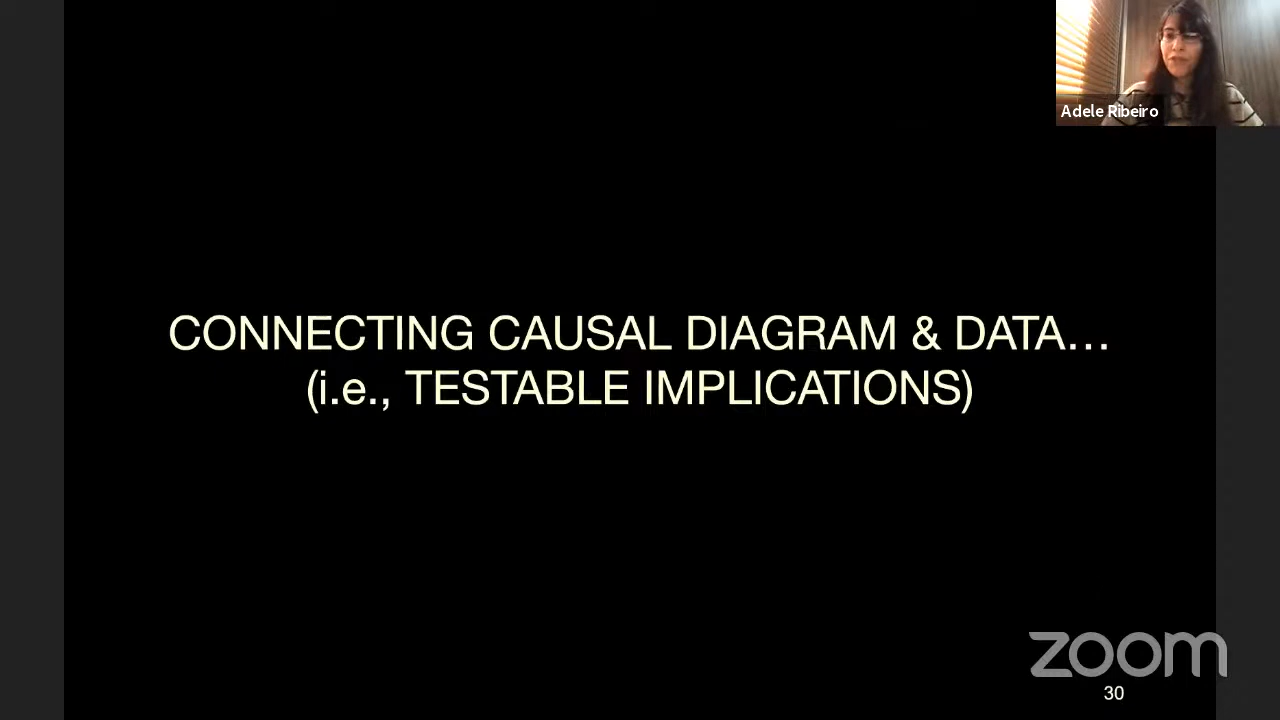 Adele Ribeiro
CONNECTING CAUSAL DIAGRAM & DATA…
(i.e., TESTABLE IMPLICATIONS)
zoom
30